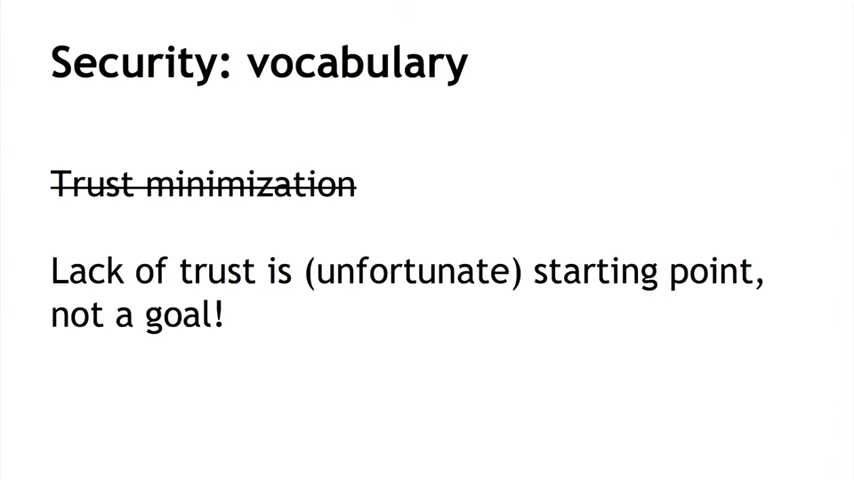 Security: vocabulary
Trust minimization
Lack of trust is (unfortunate) starting point,
not a goal!